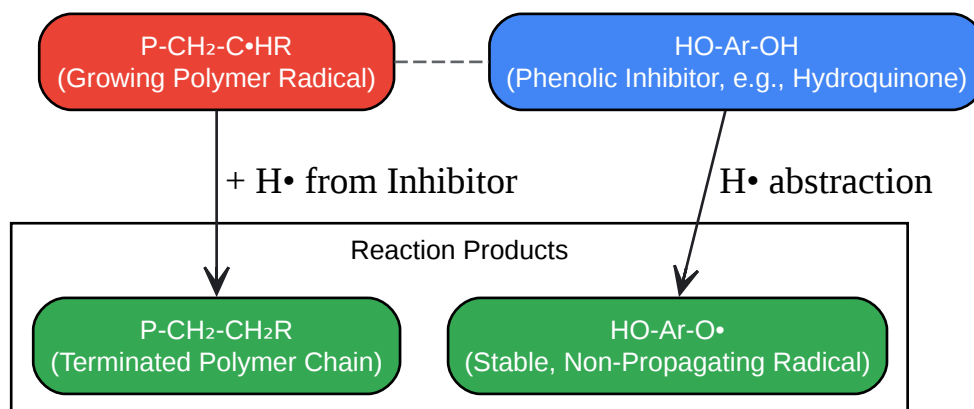 P-CH₂-C•HR
(Growing Polymer Radical)
HO-Ar-OH
(Phenolic Inhibitor, e.g., Hydroquinone)
+ H• from Inhibitor
H• abstraction
Reaction Products
P-CH₂-CH₂R
(Terminated Polymer Chain)
HO-Ar-O•
(Stable, Non-Propagating Radical)